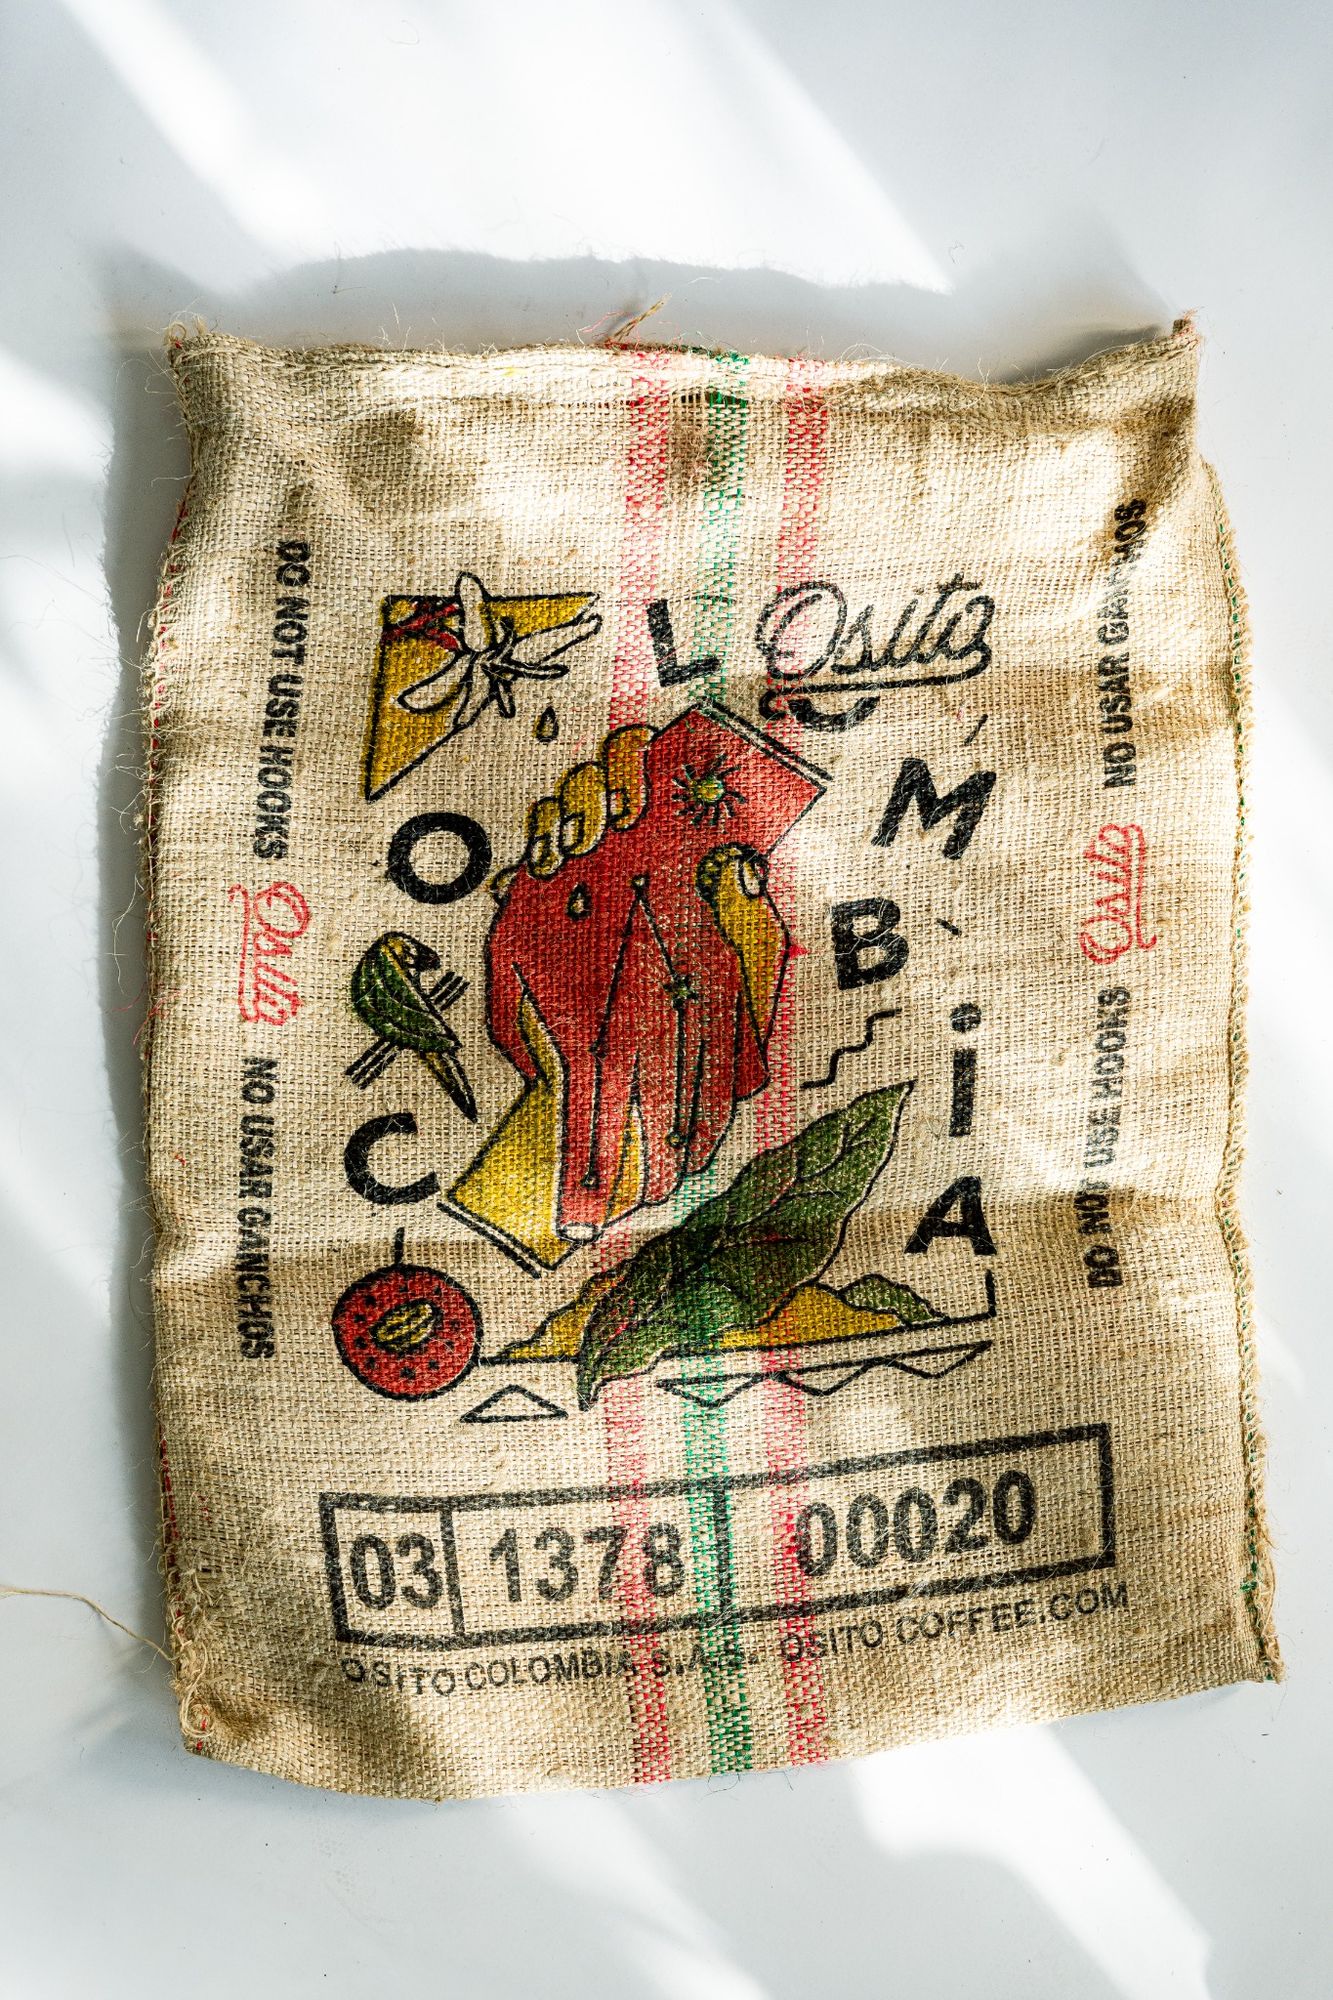 DO NOT USE HOOKS Osito NO USAR GANCHOS
COLOMBiA
Osito
NO USAR GANCHOS Osito DO NOT USE HOOKS
03 1378 00020
OSITO COLOMBIA S.A.S. OSITO COFFEE.COM